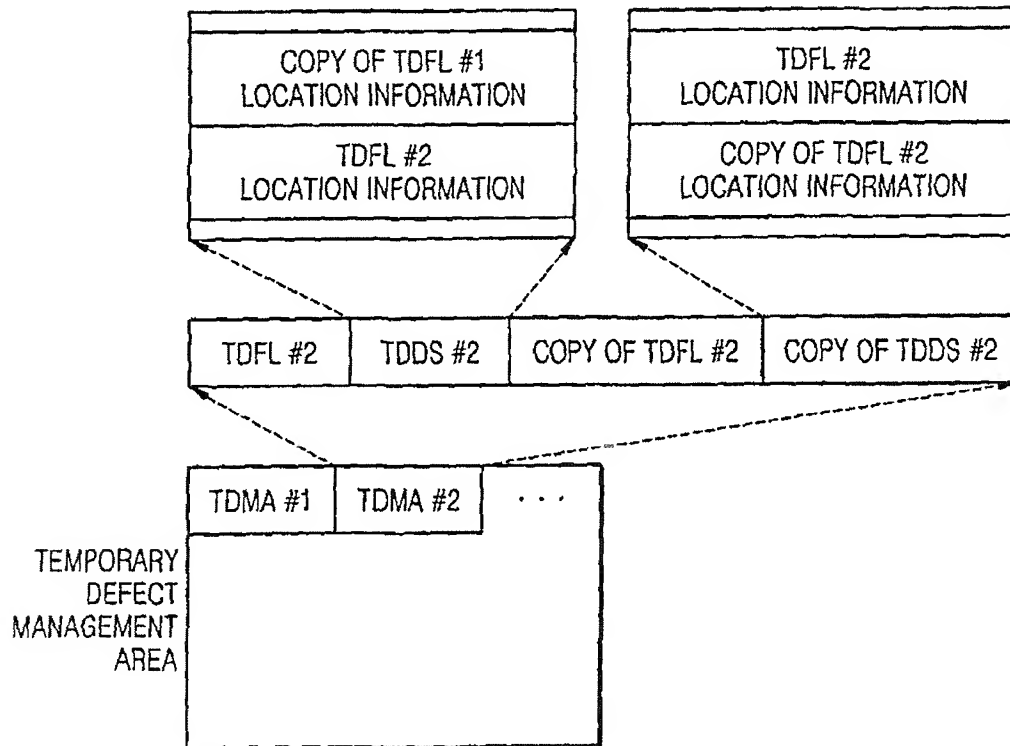 COPY OF TDFL #1
LOCATION INFORMATION
TDFL #2
LOCATION INFORMATION
TDFL #2
LOCATION INFORMATION
COPY OF TDFL #2
LOCATION INFORMATION
TDFL #2
TDDS #2
COPY OF TDFL #2
COPY OF TDDS #2
TDMA #1
TDMA #2
. . .
TEMPORARY
DEFECT
MANAGEMENT
AREA